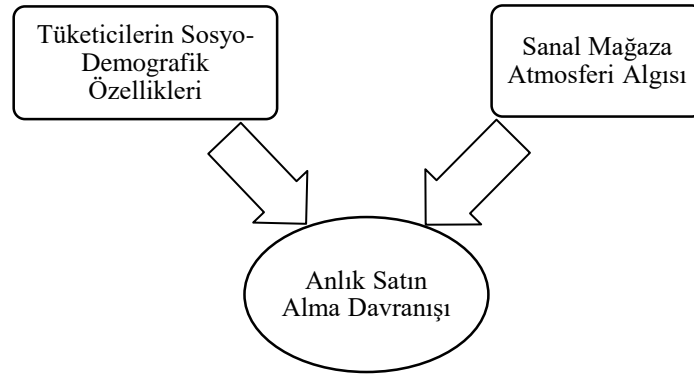 Tüketicilerin Sosyo-
Demografik
Özellikleri
Sanal Mağaza
Atmosferi Algısı
Anlık Satın
Alma Davranışı